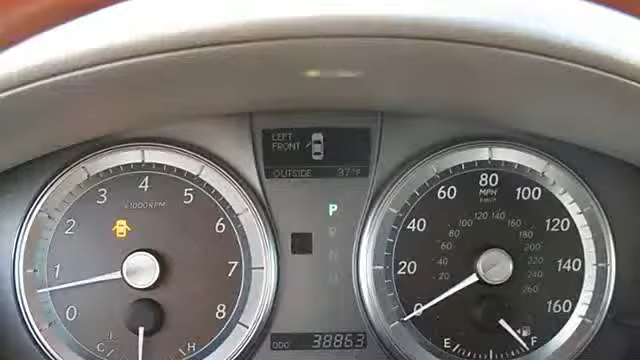 LEFT
FRONT
OUTSIDE 37°F
P
R
N
D
0 1 2 3 4 5 6 7 8
x1000RPM
C H
0 20 40 60 80 100 120 140 160
MPH
km/h
20 40 60 80 100 120 140 160 180 200 220 240 260
E F
ODO 38863